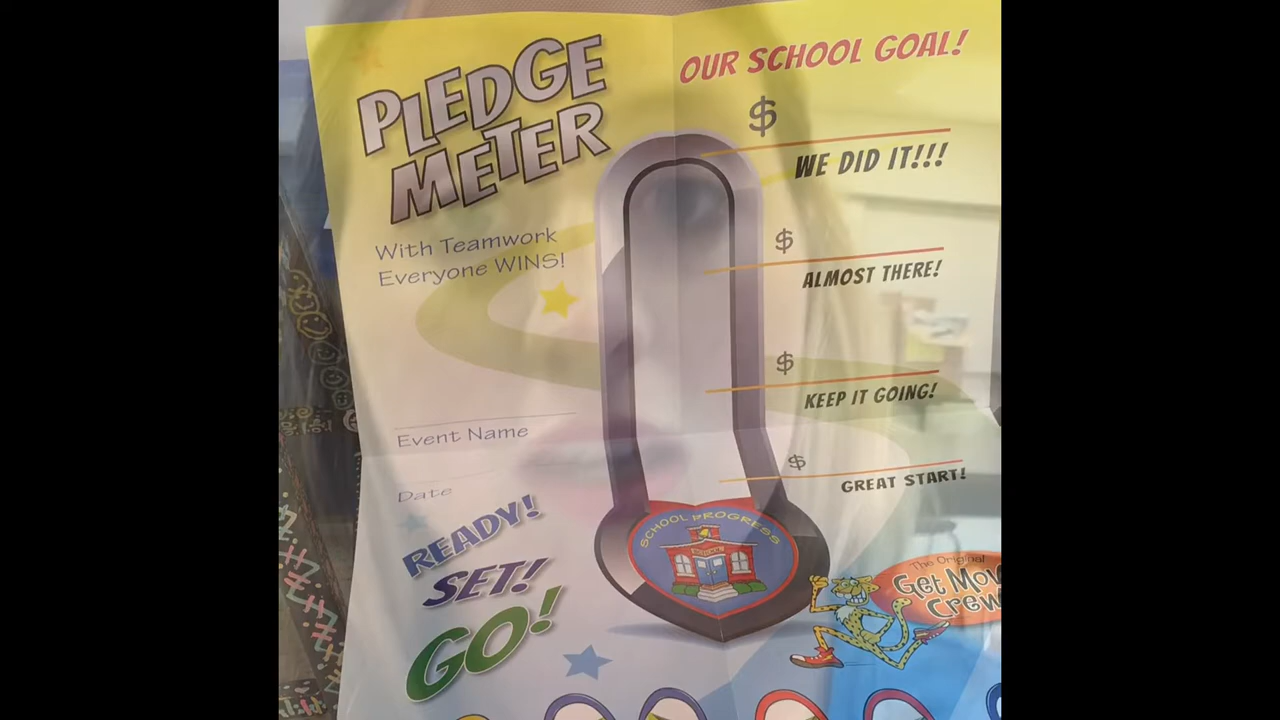 PLEDGE
METER
With Teamwork
Everyone WINS!
OUR SCHOOL GOAL!
$
WE DID IT!!!
$
ALMOST THERE!
$
KEEP IT GOING!
$
GREAT START!
Event Name
Date
READY!
SET!
GO!
SCHOOL PROGRESS
The Original
Get Mov
Crew